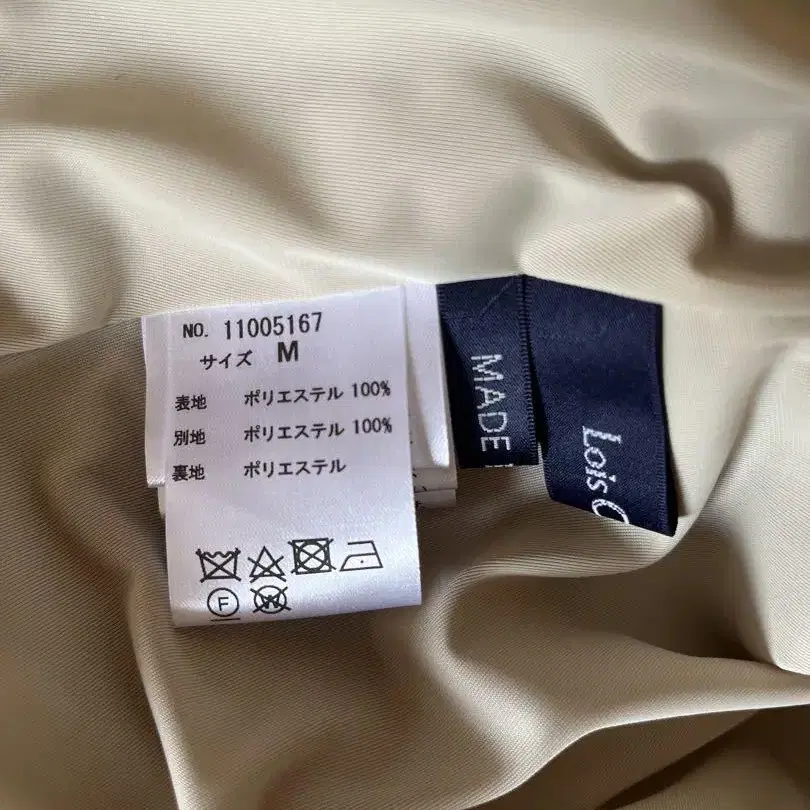 NO. 11005167
サイズ M
表地 ポリエステル 100%
別地 ポリエステル 100%
裏地 ポリエステル
F
W
MADE
Lois